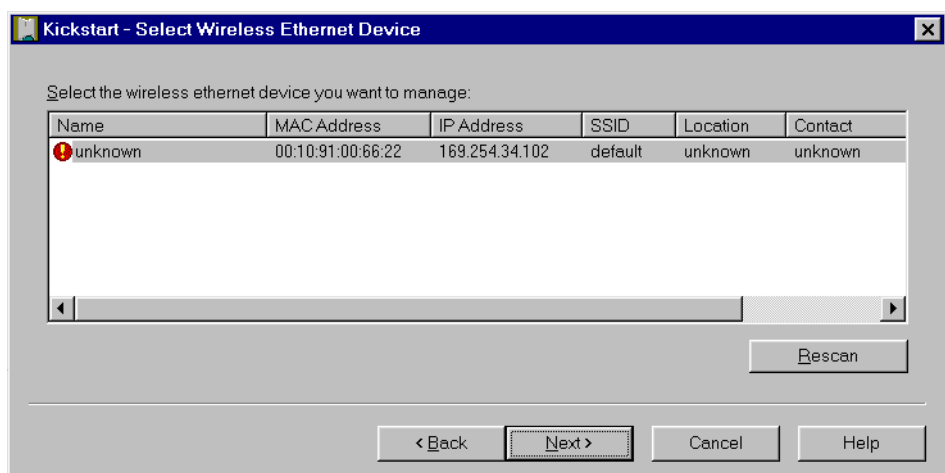 Kickstart - Select Wireless Ethernet Device
Select the wireless ethernet device you want to manage:
Name MAC Address IP Address SSID Location Contact
unknown 00:10:91:00:66:22 169.254.34.102 default unknown unknown
Rescan
< Back Next > Cancel Help